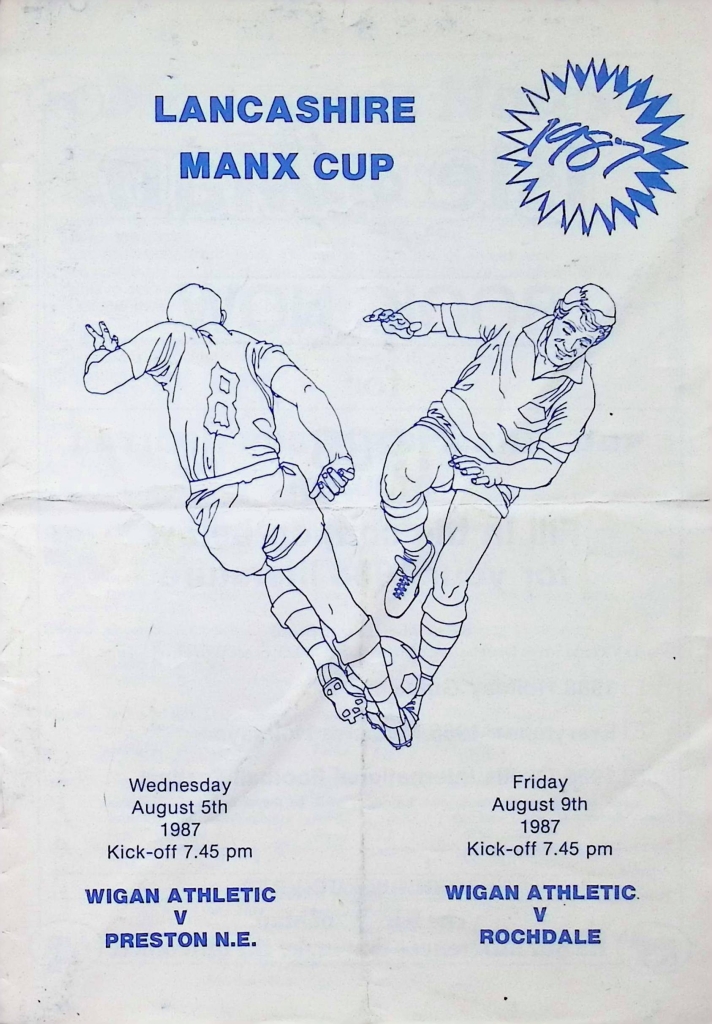 LANCASHIRE
MANX CUP
1987
8
Wednesday
August 5th
1987
Kick-off 7.45 pm
WIGAN ATHLETIC
V
PRESTON N.E.
Friday
August 9th
1987
Kick-off 7.45 pm
WIGAN ATHLETIC
V
ROCHDALE